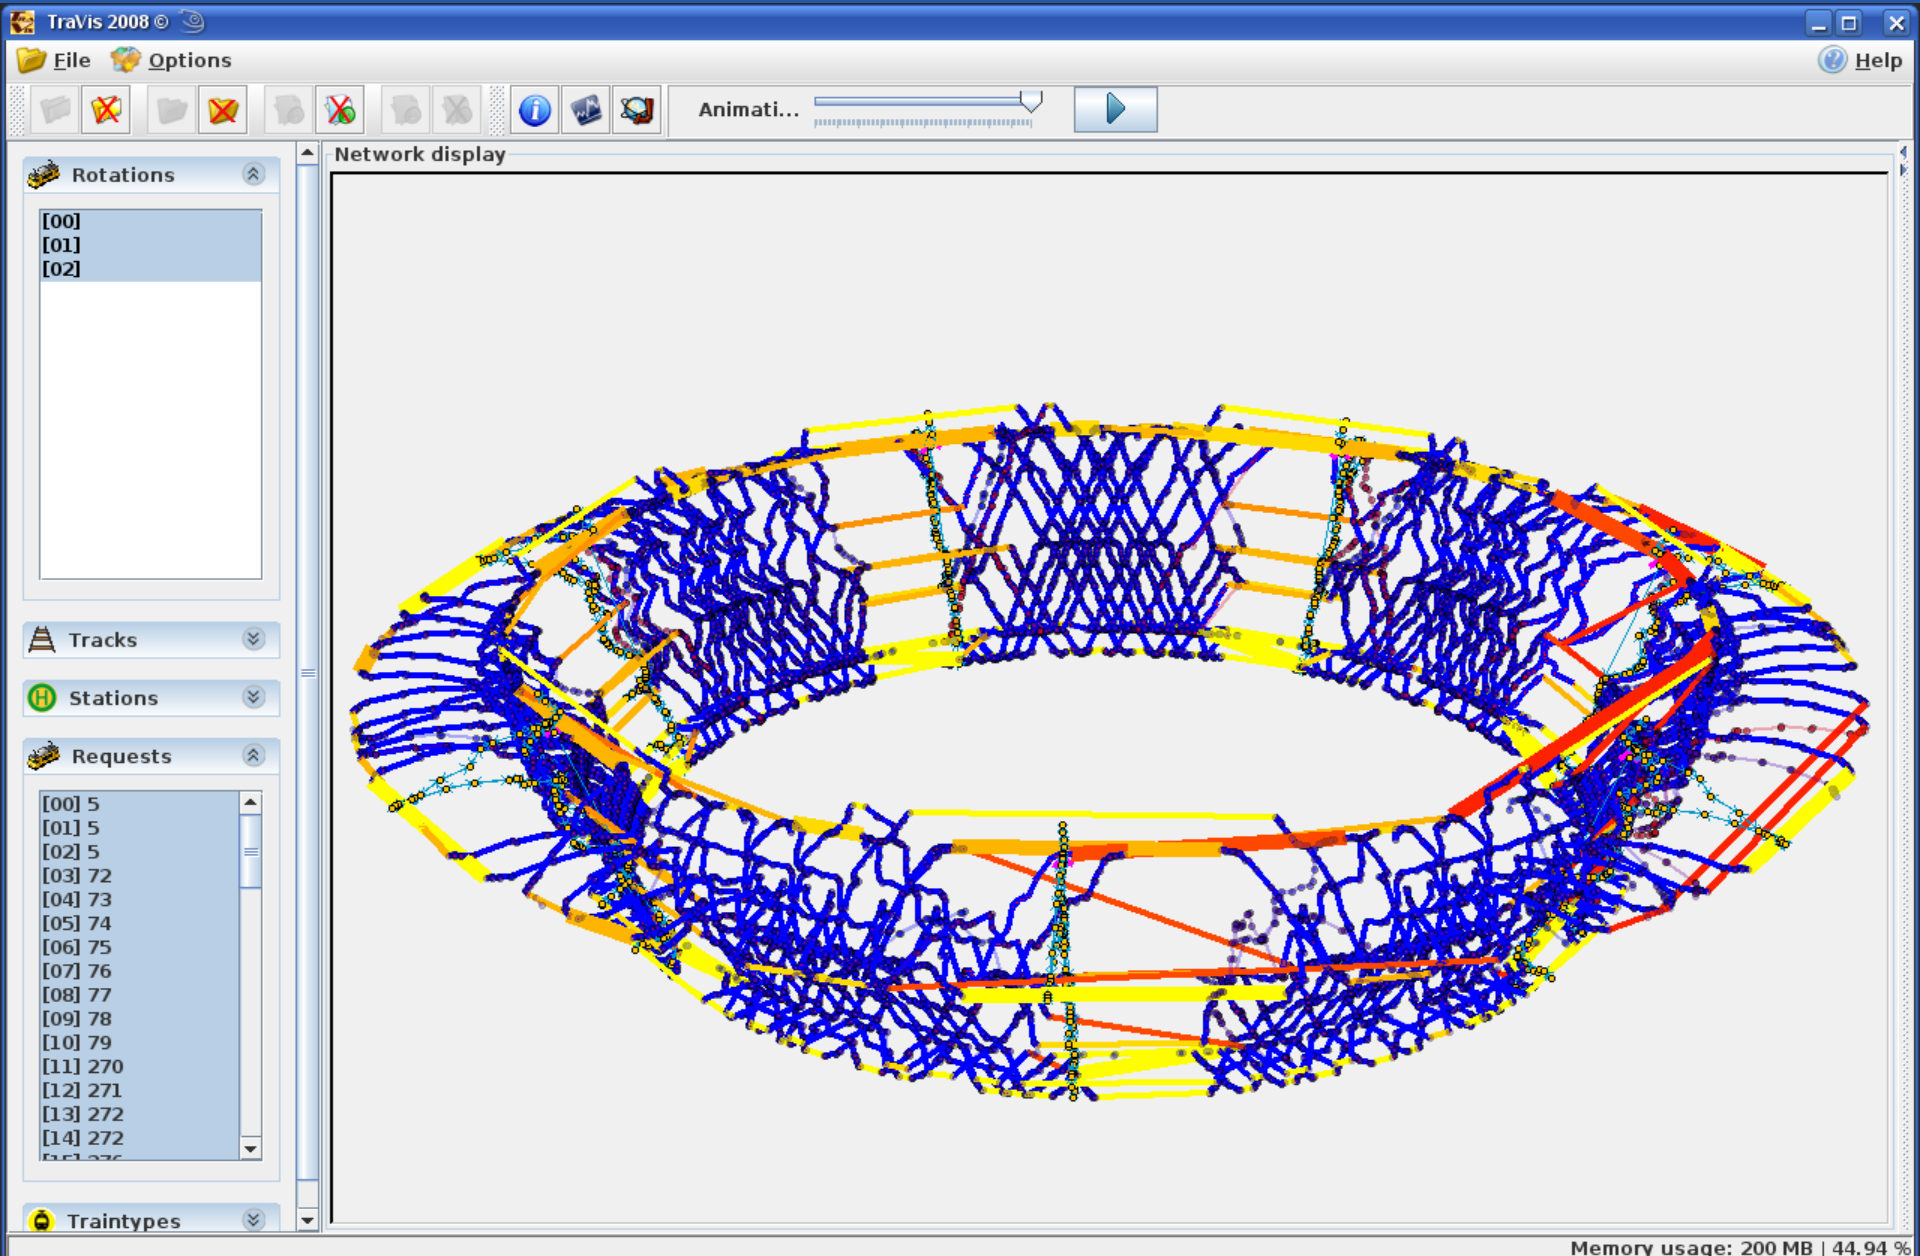 TraVis 2008 ©
File Options Help
Animati...
Rotations
[00]
[01]
[02]
Tracks
H Stations
Requests
[00] 5
[01] 5
[02] 5
[03] 72
[04] 73
[05] 74
[06] 75
[07] 76
[08] 77
[09] 78
[10] 79
[11] 270
[12] 271
[13] 272
[14] 272
Traintypes
Network display
Memory usage: 200 MB | 44.94 %